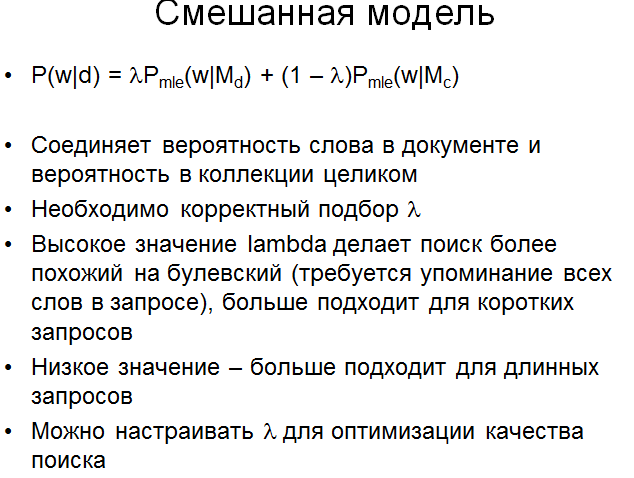 Смешанная модель
• P(w|d) = λPmle(w|Md) + (1 – λ)Pmle(w|Mc)
• Соединяет вероятность слова в документе и
вероятность в коллекции целиком
• Необходимо корректный подбор λ
• Высокое значение lambda делает поиск более
похожий на булевский (требуется упоминание всех
слов в запросе), больше подходит для коротких
запросов
• Низкое значение – больше подходит для длинных
запросов
• Можно настраивать λ для оптимизации качества
поиска